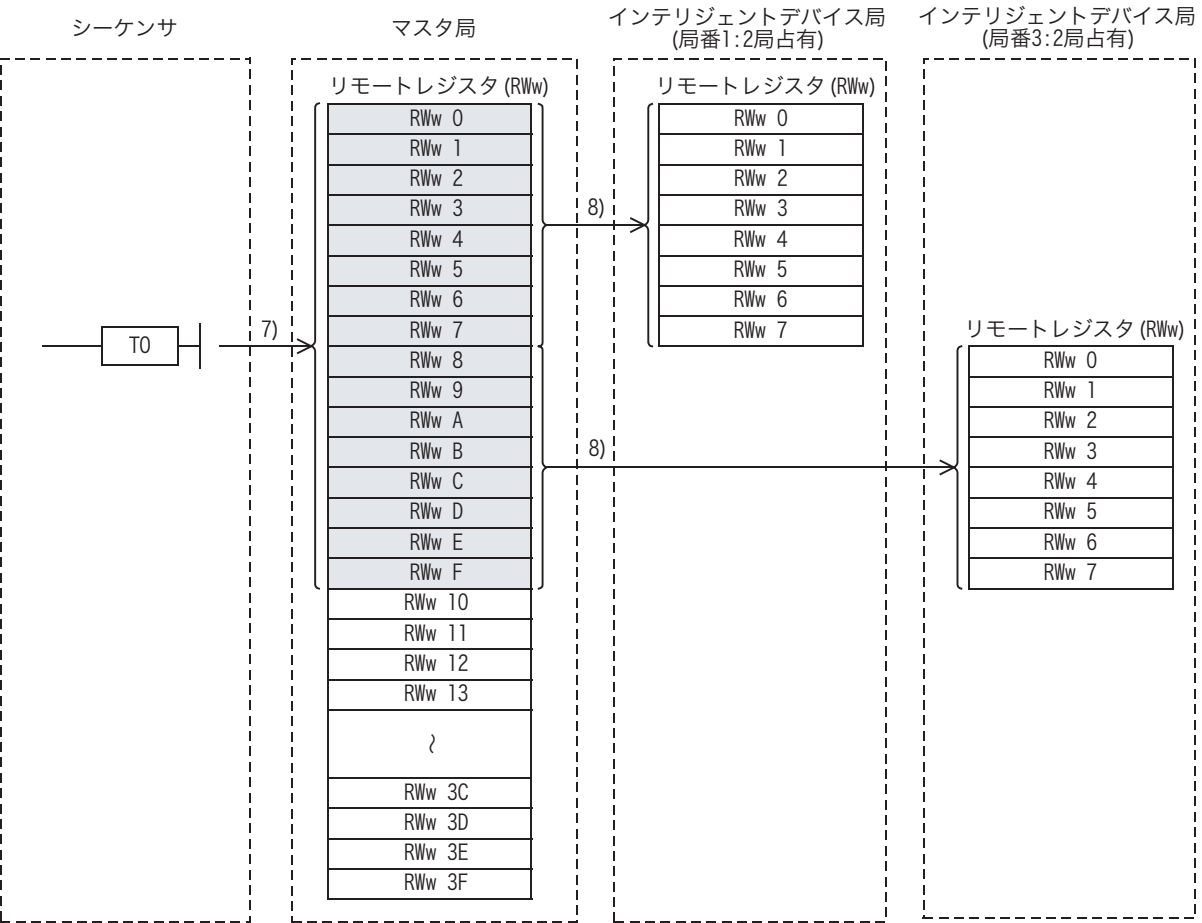 シーケンサ
マスタ局
インテリジェントデバイス局
(局番1:2局占有)
インテリジェントデバイス局
(局番3:2局占有)
リモートレジスタ(RWw)
RWw 0
RWw 1
RWw 2
RWw 3
RWw 4
RWw 5
RWw 6
RWw 7
RWw 8
RWw 9
RWw A
RWw B
RWw C
RWw D
RWw E
RWw F
RWw 10
RWw 11
RWw 12
RWw 13
~
RWw 3C
RWw 3D
RWw 3E
RWw 3F
TO
7)
8)
8)
リモートレジスタ(RWw)
RWw 0
RWw 1
RWw 2
RWw 3
RWw 4
RWw 5
RWw 6
RWw 7
リモートレジスタ(RWw)
RWw 0
RWw 1
RWw 2
RWw 3
RWw 4
RWw 5
RWw 6
RWw 7